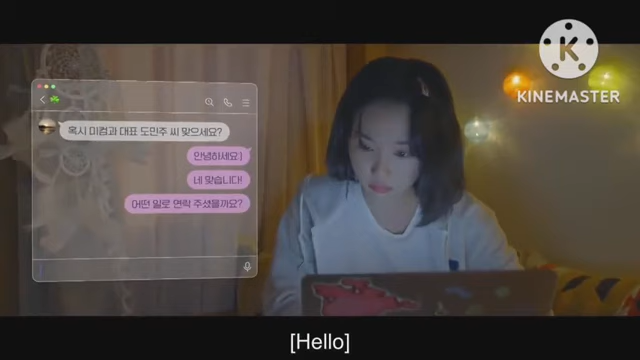 KINEMASTER
혹시 미컴과 대표 도민주 씨 맞으세요?
안녕하세요:)
네 맞습니다!
어떤 일로 연락 주셨을까요?
[Hello]